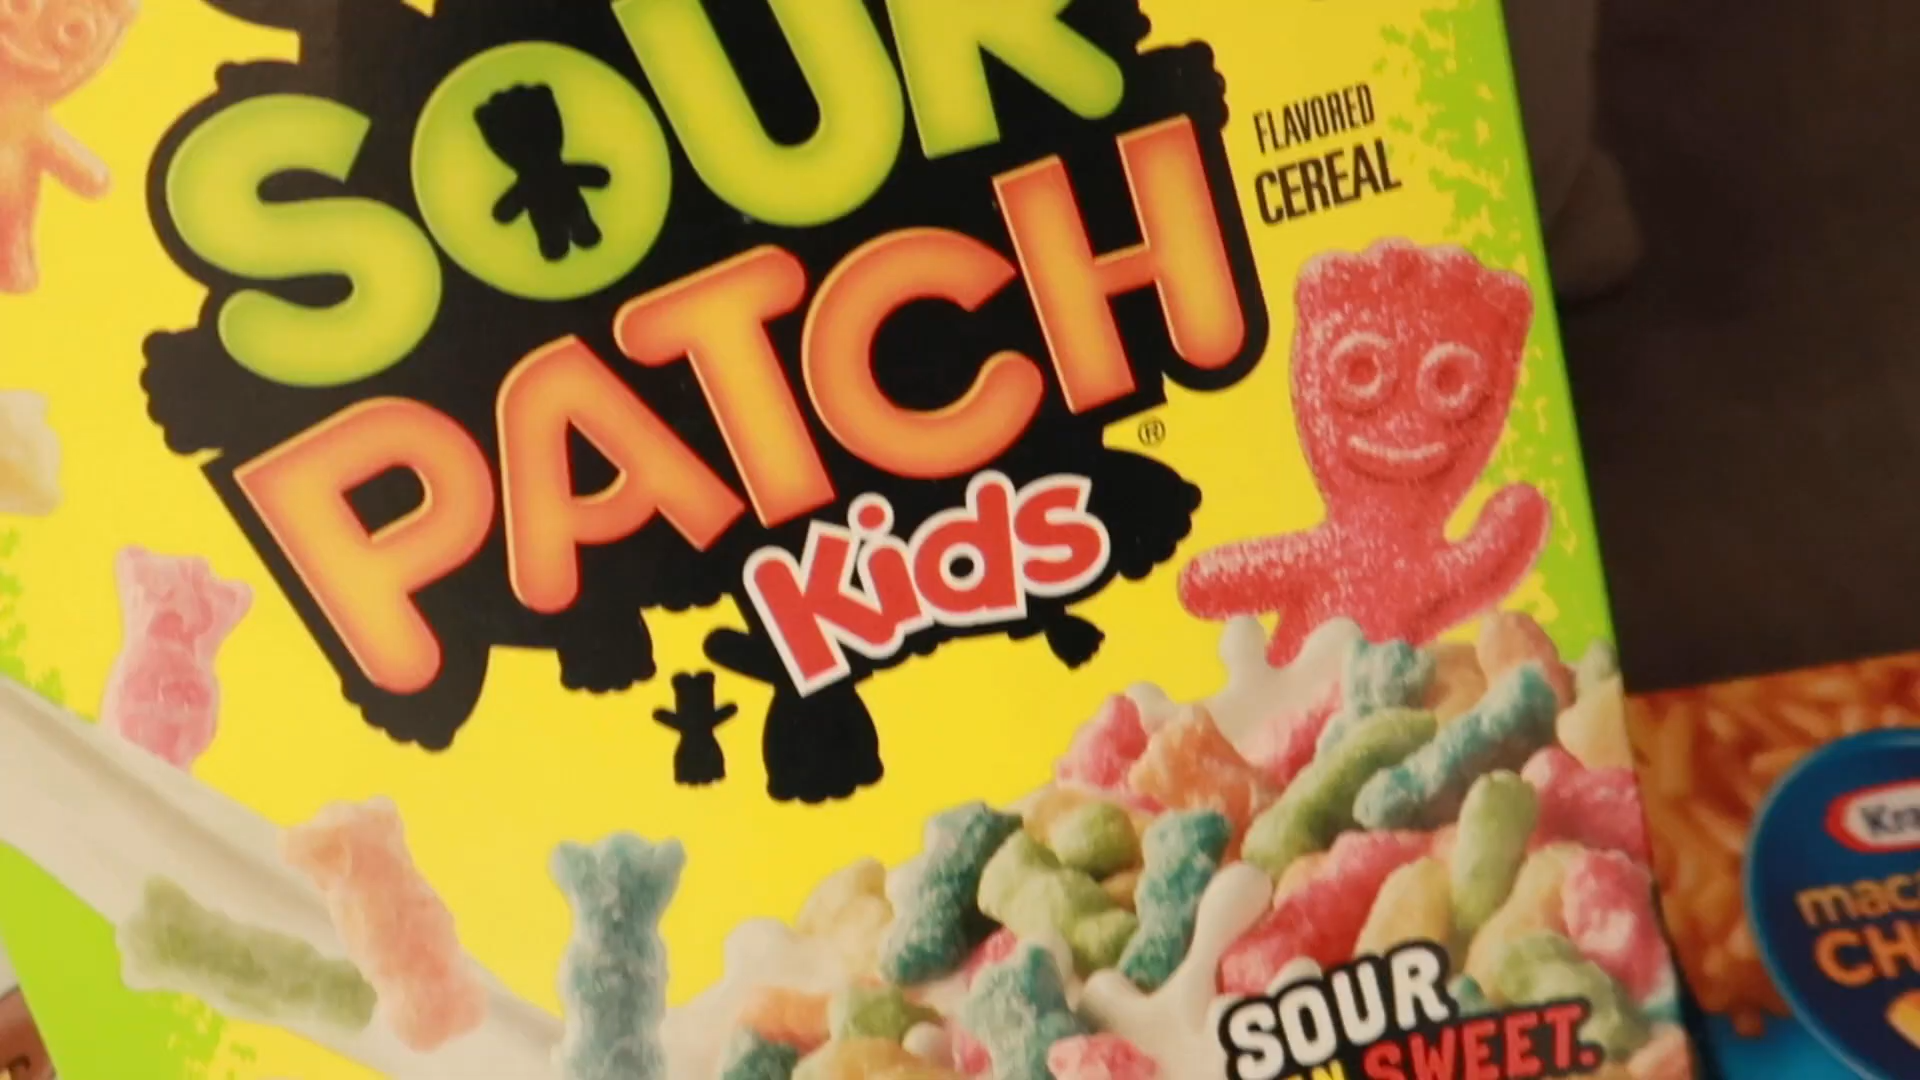 SOUR
PATCH
Kids
®
FLAVORED
CEREAL
SOUR
SWEET.